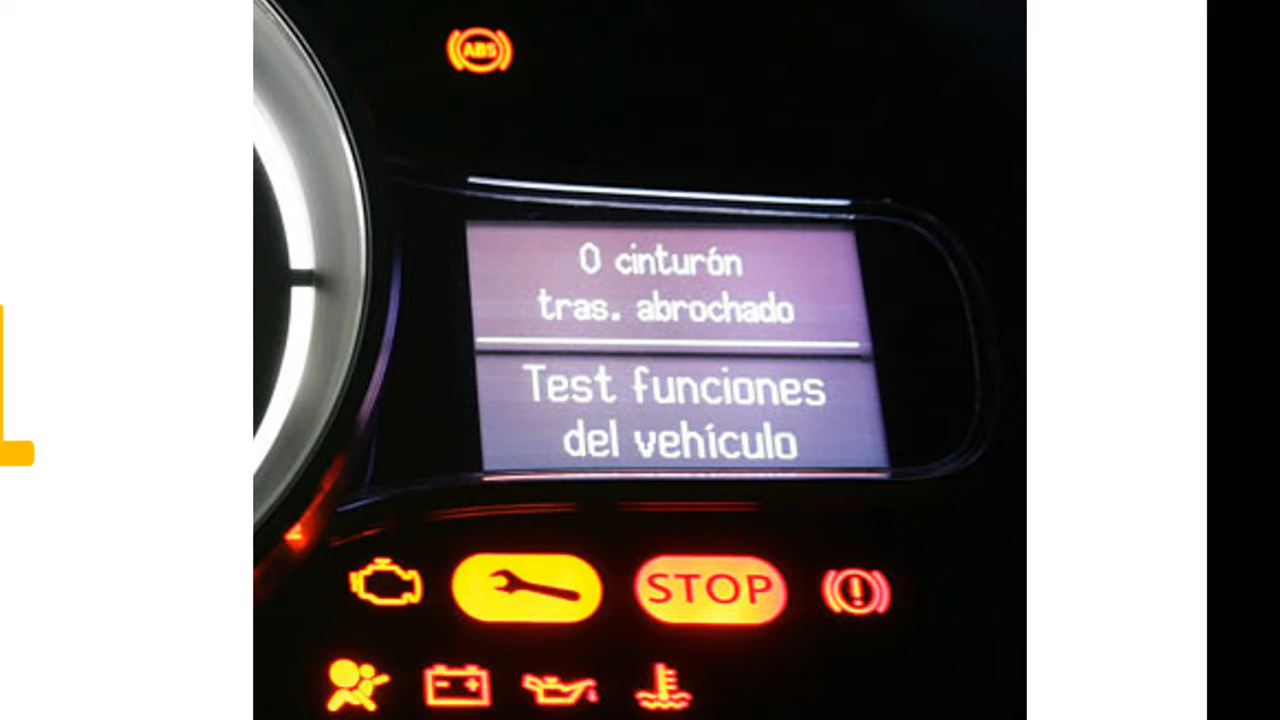 ABS
0 cinturón
tras. abrochado
Test funciones
del vehículo
STOP